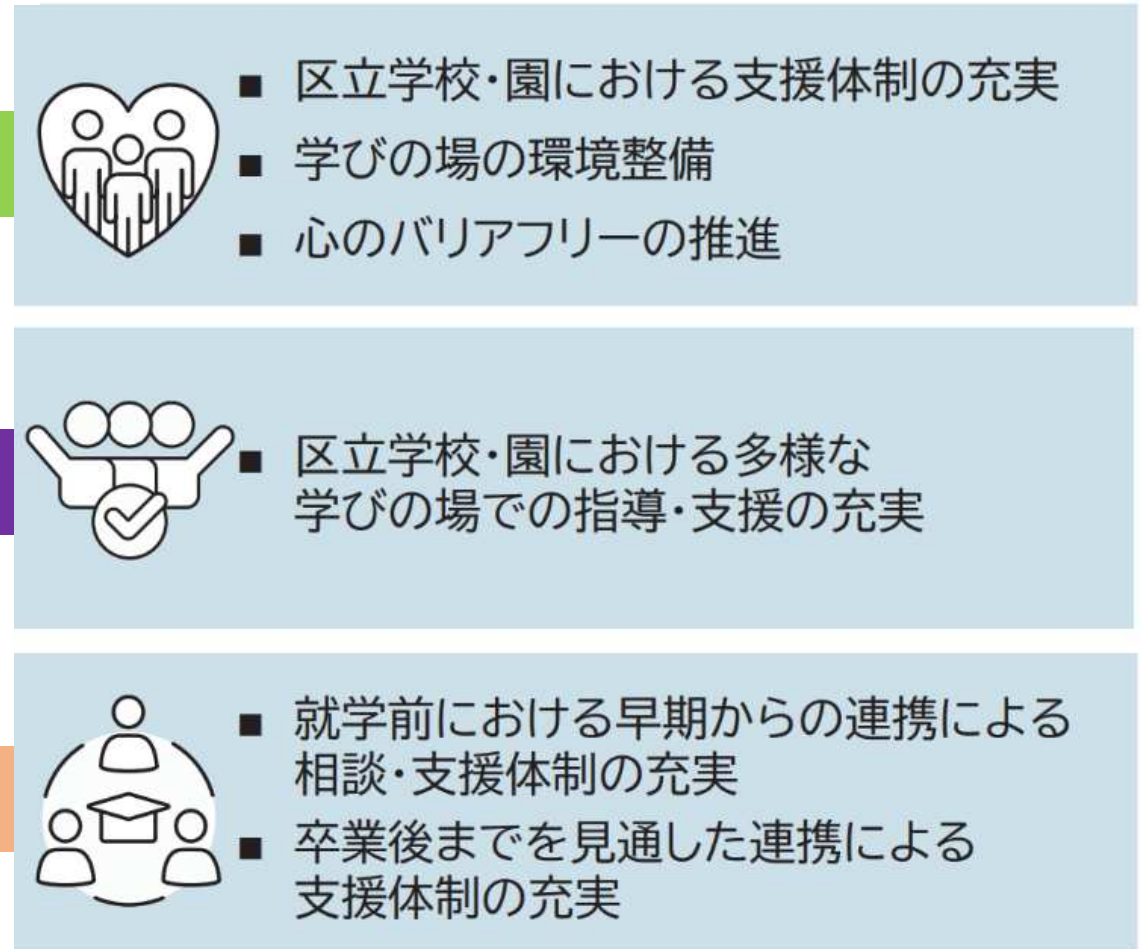 ■ 区立学校・園における支援体制の充実
■ 学びの場の環境整備
■ 心のバリアフリーの推進
■ 区立学校・園における多様な
学びの場での指導・支援の充実
■ 就学前における早期からの連携による
相談・支援体制の充実
■ 卒業後までを見通した連携による
支援体制の充実